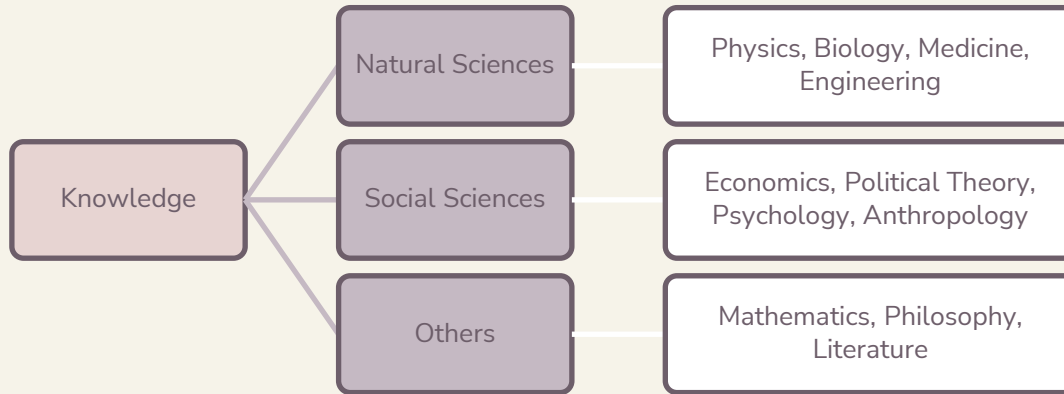 Knowledge
Natural Sciences
Physics, Biology, Medicine,
Engineering
Social Sciences
Economics, Political Theory,
Psychology, Anthropology
Others
Mathematics, Philosophy,
Literature